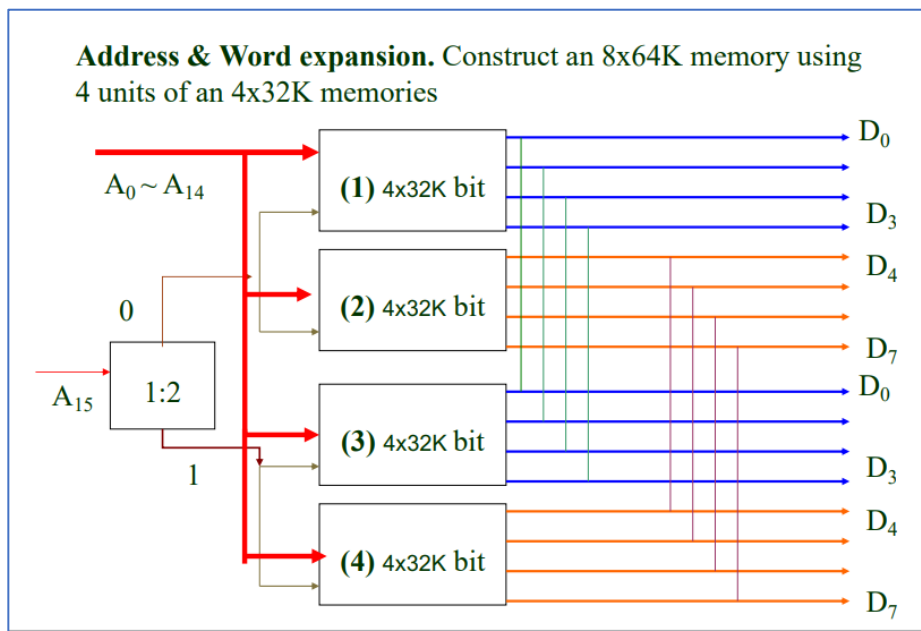 Address & Word expansion. Construct an 8x64K memory using
4 units of an 4x32K memories
D₀
A₀ ~ A₁₄
(1) 4x32K bit
D₃
D₄
0
(2) 4x32K bit
D₇
D₀
A₁₅
1:2
(3) 4x32K bit
1
D₃
D₄
(4) 4x32K bit
D₇